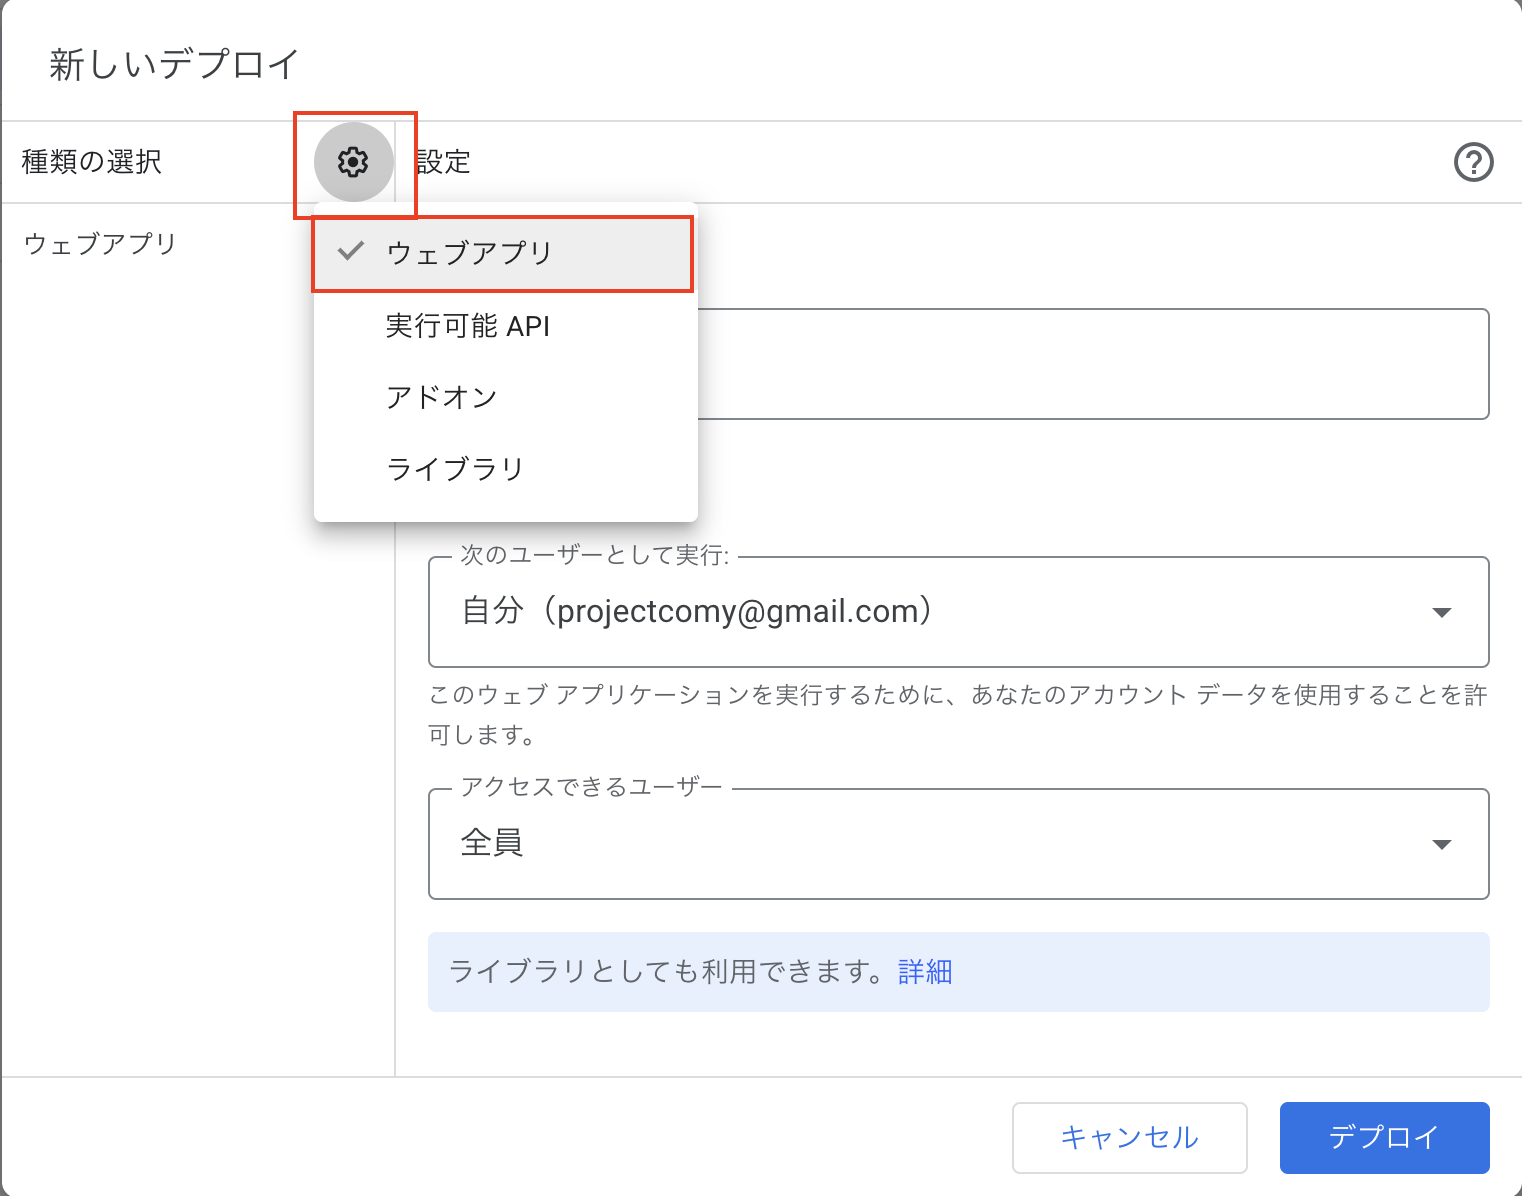 新しいデプロイ
種類の選択
設定
ウェブアプリ
ウェブアプリ
実行可能 API
アドオン
ライブラリ
次のユーザーとして実行:
自分（projectcomy@gmail.com）
このウェブ アプリケーションを実行するために、あなたのアカウント データを使用することを許
可します。
アクセスできるユーザー
全員
ライブラリとしても利用できます。詳細
キャンセル
デプロイ